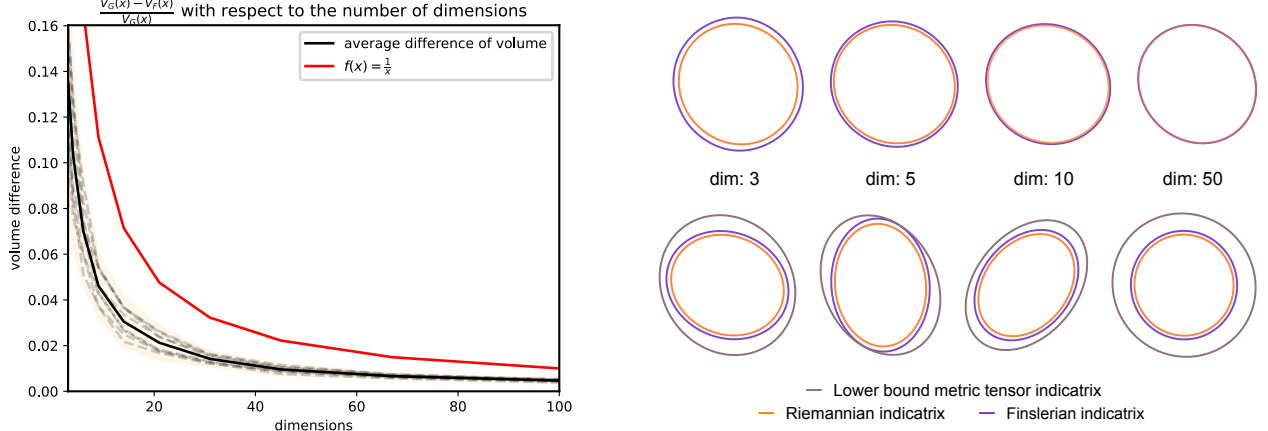 V_G(x) − V_F(x) / V_G(x) with respect to the number of dimensions
average difference of volume
f(x) = 1/x
volume difference
0.16
0.14
0.12
0.10
0.08
0.06
0.04
0.02
0.00
20
40
60
80
100
dimensions
dim: 3
dim: 5
dim: 10
dim: 50
Lower bound metric tensor indicatrix
Riemannian indicatrix
Finslerian indicatrix